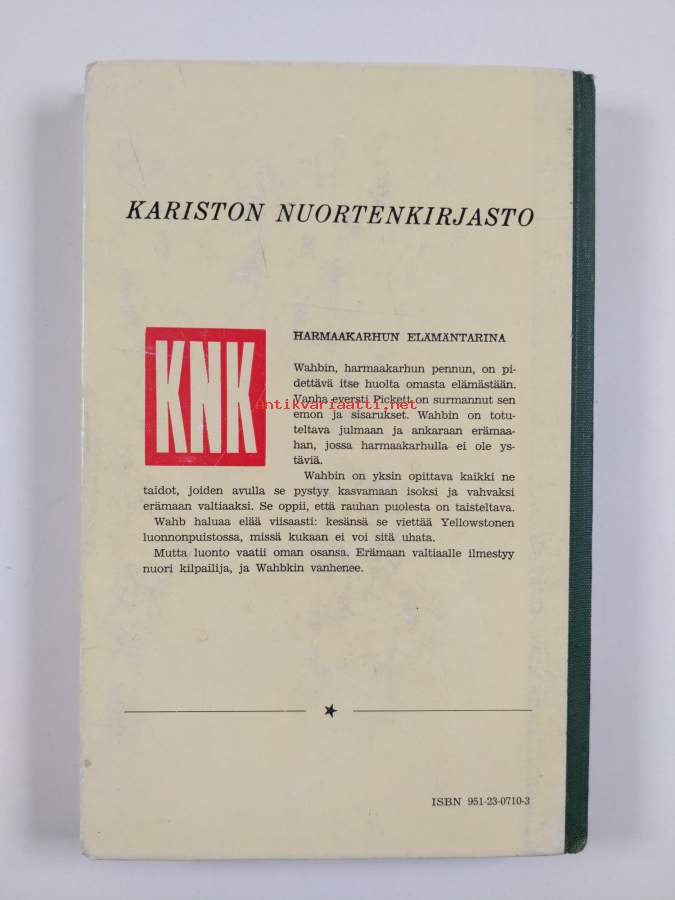 KARISTON NUORTENKIRJASTO
KNK
HARMAAKARHUN ELÄMÄNTARINA
Wahbin, harmaakarhun pennun, on pi-
dettävä itse huolta omasta elämästään.
Vanha eversti Pickett on surmannut sen
emon ja sisarukset. Wahbin on totu-
teltava julmaan ja ankaraan erämaa-
han, jossa harmaakarhulla ei ole ys-
täviä.
Wahbin on yksin opittava kaikki ne
taidot, joiden avulla se pystyy kasvamaan isoksi ja vahvaksi
erämaan valtiaaksi. Se oppii, että rauhan puolesta on taisteltava.
Wahb haluaa elää viisaasti: kesänsä se viettää Yellowstonen
luonnonpuistossa, missä kukaan ei voi sitä uhata.
Mutta luonto vaatii oman osansa. Erämaan valtiaalle ilmestyy
nuori kilpailija, ja Wahbkin vanhenee.
Antikvariaatti.net
ISBN 951-23-0710-3